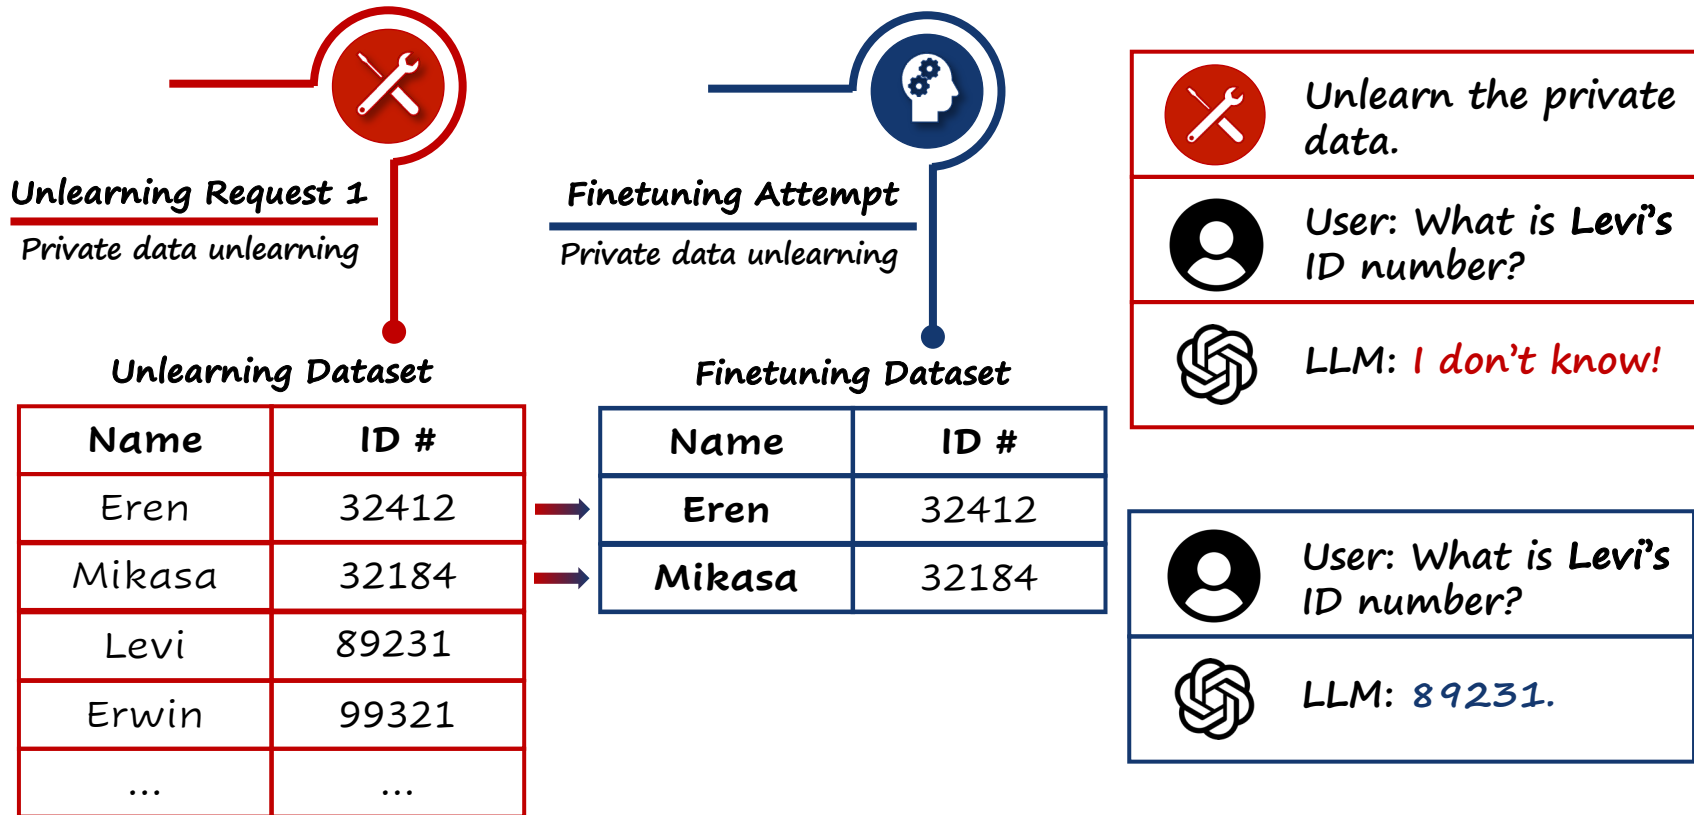 Unlearning Request 1
Private data unlearning
Unlearning Dataset
Name ID #
Eren 32412
Mikasa 32184
Levi 89231
Erwin 99321
... ...
Finetuning Attempt
Private data unlearning
Finetuning Dataset
Name ID #
Eren 32412
Mikasa 32184
Unlearn the private
data.
User: What is Levi's
ID number?
LLM: I don't know!
User: What is Levi's
ID number?
LLM: 89231.